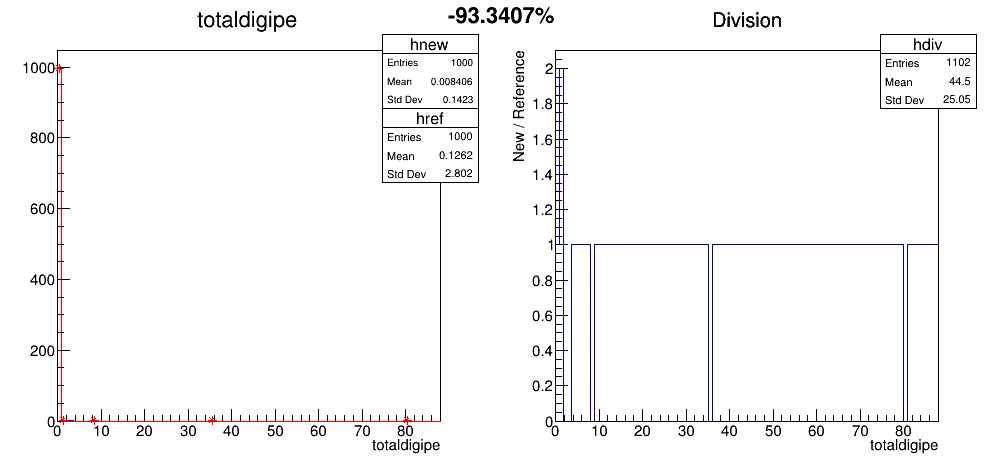 -93.3407%
totaldigipe
hnew
Entries 1000
Mean 0.008406
Std Dev 0.1423
href
Entries 1000
Mean 0.1262
Std Dev 2.802
1000
800
600
400
200
0
0 10 20 30 40 50 60 70 80
totaldigipe
Division
hdiv
Entries 1102
Mean 44.5
Std Dev 25.05
New / Reference
2
1.8
1.6
1.4
1.2
1
0.8
0.6
0.4
0.2
0
0 10 20 30 40 50 60 70 80
totaldigipe